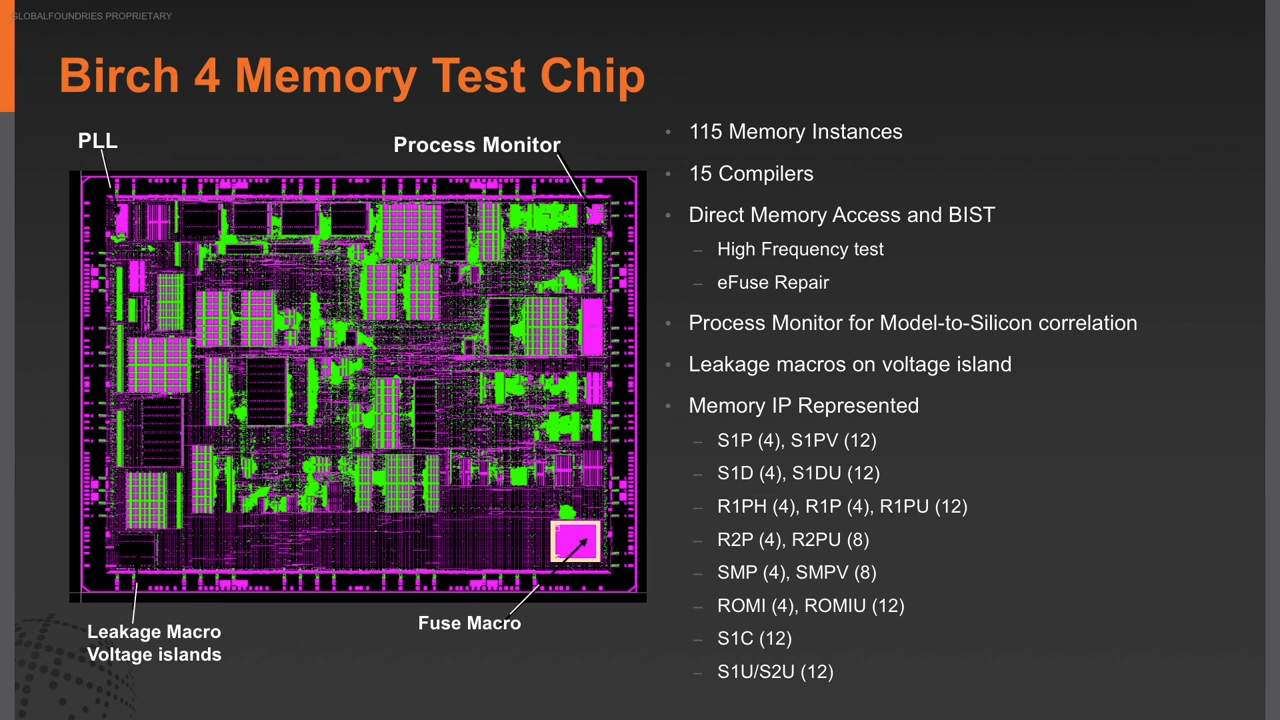 GLOBALFOUNDRIES PROPRIETARY
Birch 4 Memory Test Chip
PLL
Process Monitor
Leakage Macro
Voltage islands
Fuse Macro
• 115 Memory Instances
• 15 Compilers
• Direct Memory Access and BIST
– High Frequency test
– eFuse Repair
• Process Monitor for Model-to-Silicon correlation
• Leakage macros on voltage island
• Memory IP Represented
– S1P (4), S1PV (12)
– S1D (4), S1DU (12)
– R1PH (4), R1P (4), R1PU (12)
– R2P (4), R2PU (8)
– SMP (4), SMPV (8)
– ROMI (4), ROMIU (12)
– S1C (12)
– S1U/S2U (12)